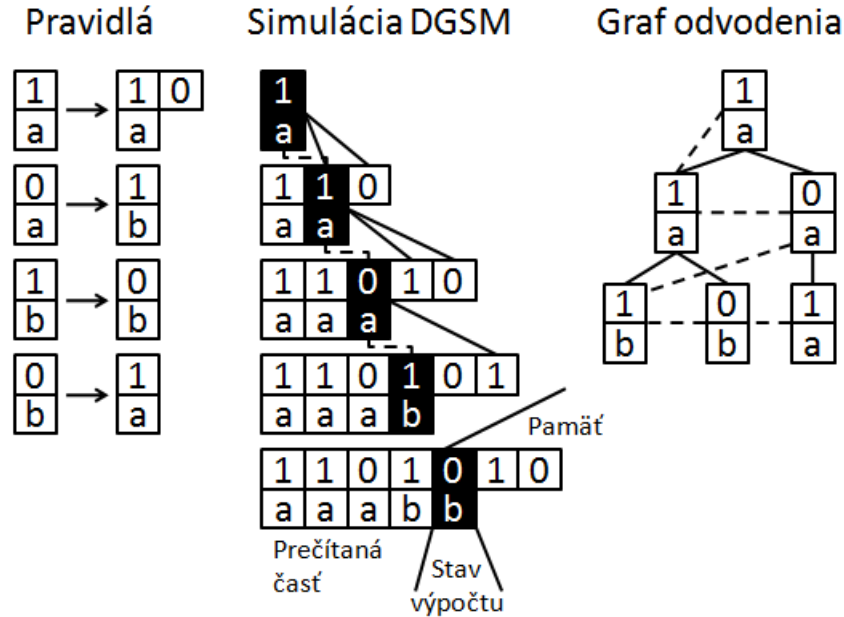 Pravidlá
1 1 0
a a
0 1
a b
1 0
b b
0 1
b a
Simulácia DGSM
1
a
1 1 0
a a
1 1 0 1 0
a a a
1 1 0 1 0 1
a a a b
Pamäť
1 1 0 1 0 1 0
a a a b b
Prečítaná
časť
Stav
výpočtu
Graf odvodenia
1
a
1 0
a a
1 0 1
b b a